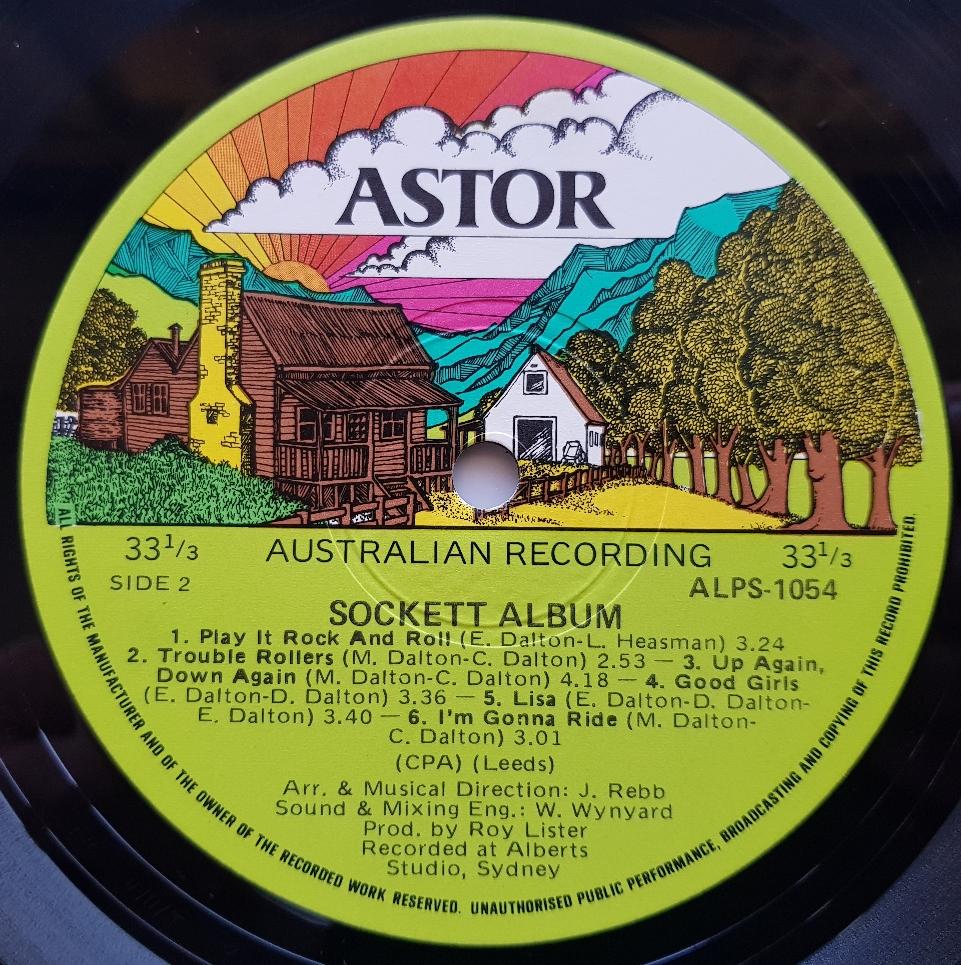 ASTOR
33 1/3 AUSTRALIAN RECORDING 33 1/3
SIDE 2 ALPS-1054
SOCKETT ALBUM
1. Play It Rock And Roll (E. Dalton-L. Heasman) 3.24
2. Trouble Rollers (M. Dalton-C. Dalton) 2.53 — 3. Up Again,
Down Again (M. Dalton-C. Dalton) 4.18 — 4. Good Girls
(E. Dalton-D. Dalton) 3.36 — 5. Lisa (E. Dalton-D. Dalton-
E. Dalton) 3.40 — 6. I'm Gonna Ride (M. Dalton-
C. Dalton) 3.01
(CPA) (Leeds)
Arr. & Musical Direction: J. Rebb
Sound & Mixing Eng.: W. Wynyard
Prod. by Roy Lister
Recorded at Alberts
Studio, Sydney
ALL RIGHTS OF THE MANUFACTURER AND OF THE OWNER OF THE RECORDED WORK RESERVED. UNAUTHORISED PUBLIC PERFORMANCE, BROADCASTING AND COPYING OF THIS RECORD PROHIBITED.